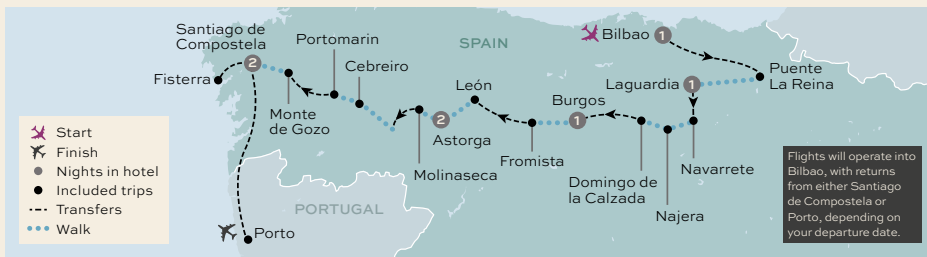 Santiago de
Compostela
2
Fisterra
Portomarin
Cebreiro
Monte
de Gozo
SPAIN
León
2
Astorga
Molinaseca
Burgos
1
Fromista
Bilbao
1
Laguardia
1
Puente
La Reina
Domingo de
la Calzada
Navarrete
Najera
PORTUGAL
Porto
Start
Finish
Nights in hotel
Included trips
Transfers
Walk
Flights will operate into
Bilbao, with returns
from either Santiago
de Compostela or
Porto, depending on
your departure date.